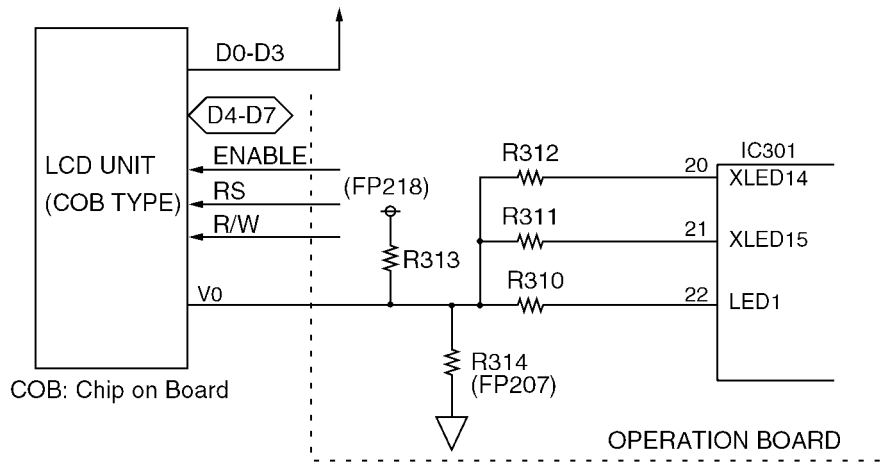 D0-D3
D4-D7
LCD UNIT
(COB TYPE)
ENABLE
RS
R/W
V0
COB: Chip on Board
(FP218)
R313
R312
R311
R310
R314
(FP207)
IC301
20
XLED14
21
XLED15
22
LED1
OPERATION BOARD